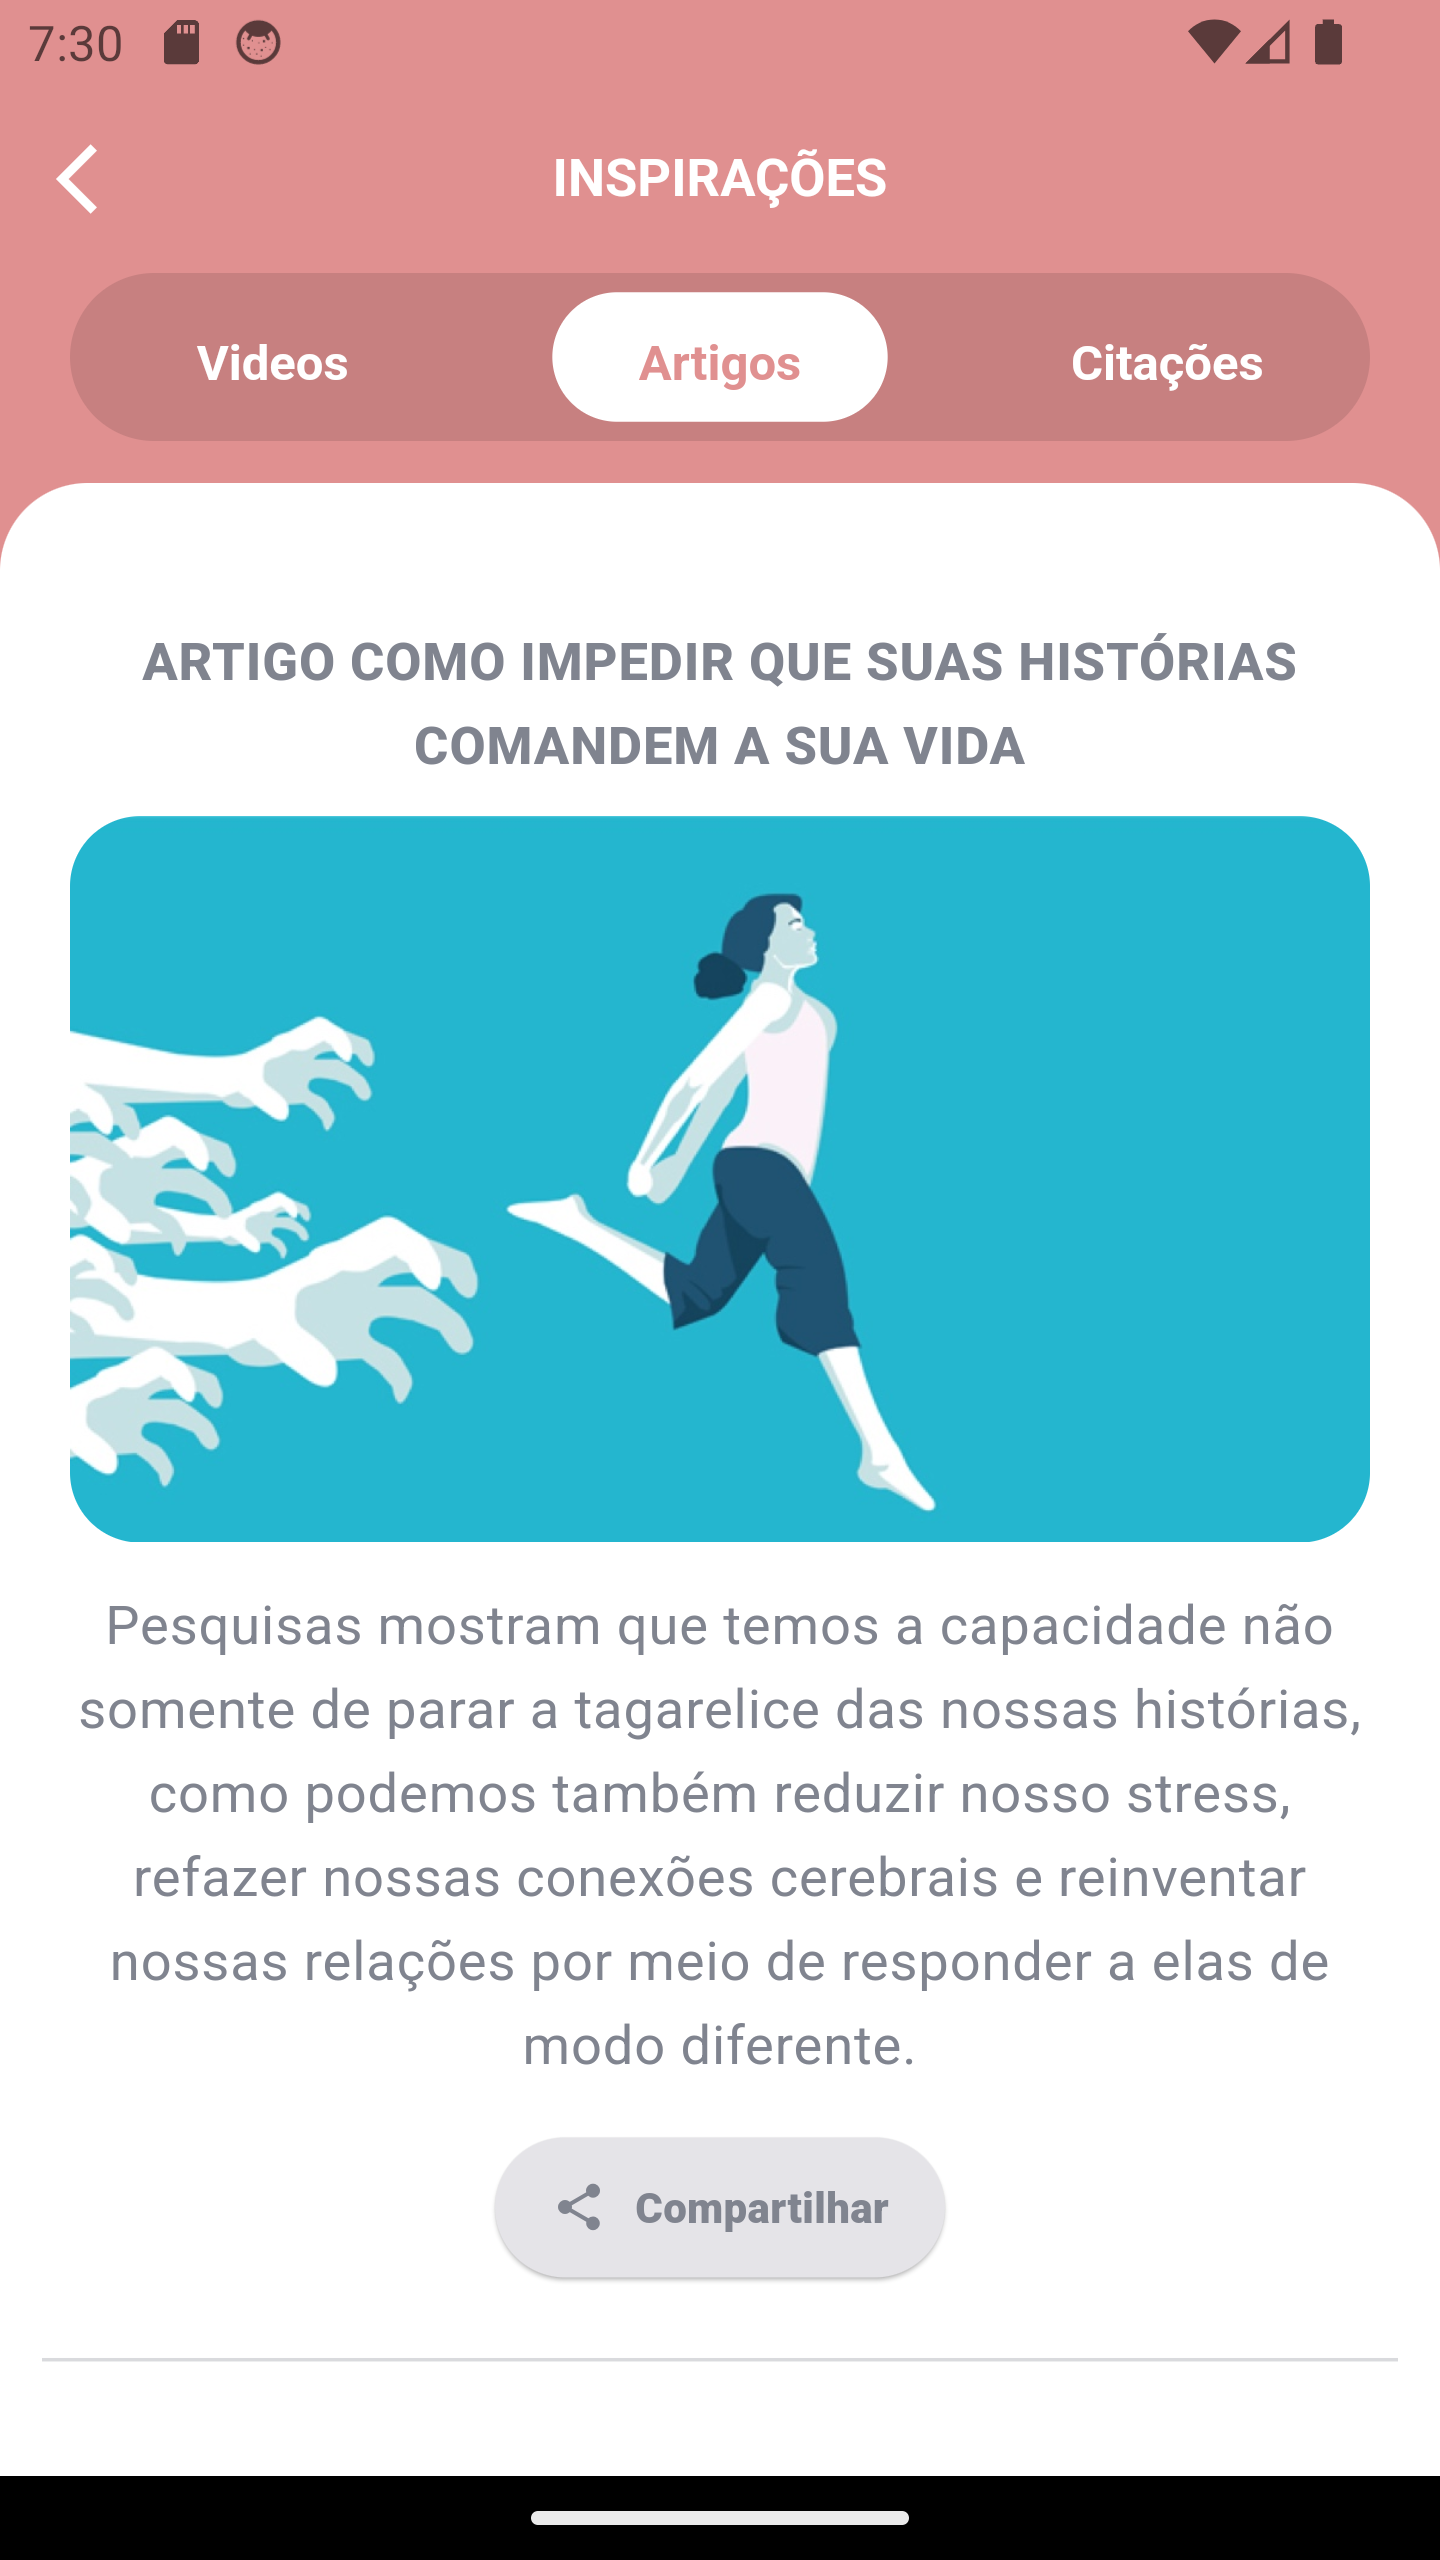 7:30
INSPIRAÇÕES
Videos
Artigos
Citações
ARTIGO COMO IMPEDIR QUE SUAS HISTÓRIAS
COMANDEM A SUA VIDA
Pesquisas mostram que temos a capacidade não
somente de parar a tagarelice das nossas histórias,
como podemos também reduzir nosso stress,
refazer nossas conexões cerebrais e reinventar
nossas relações por meio de responder a elas de
modo diferente.
Compartilhar